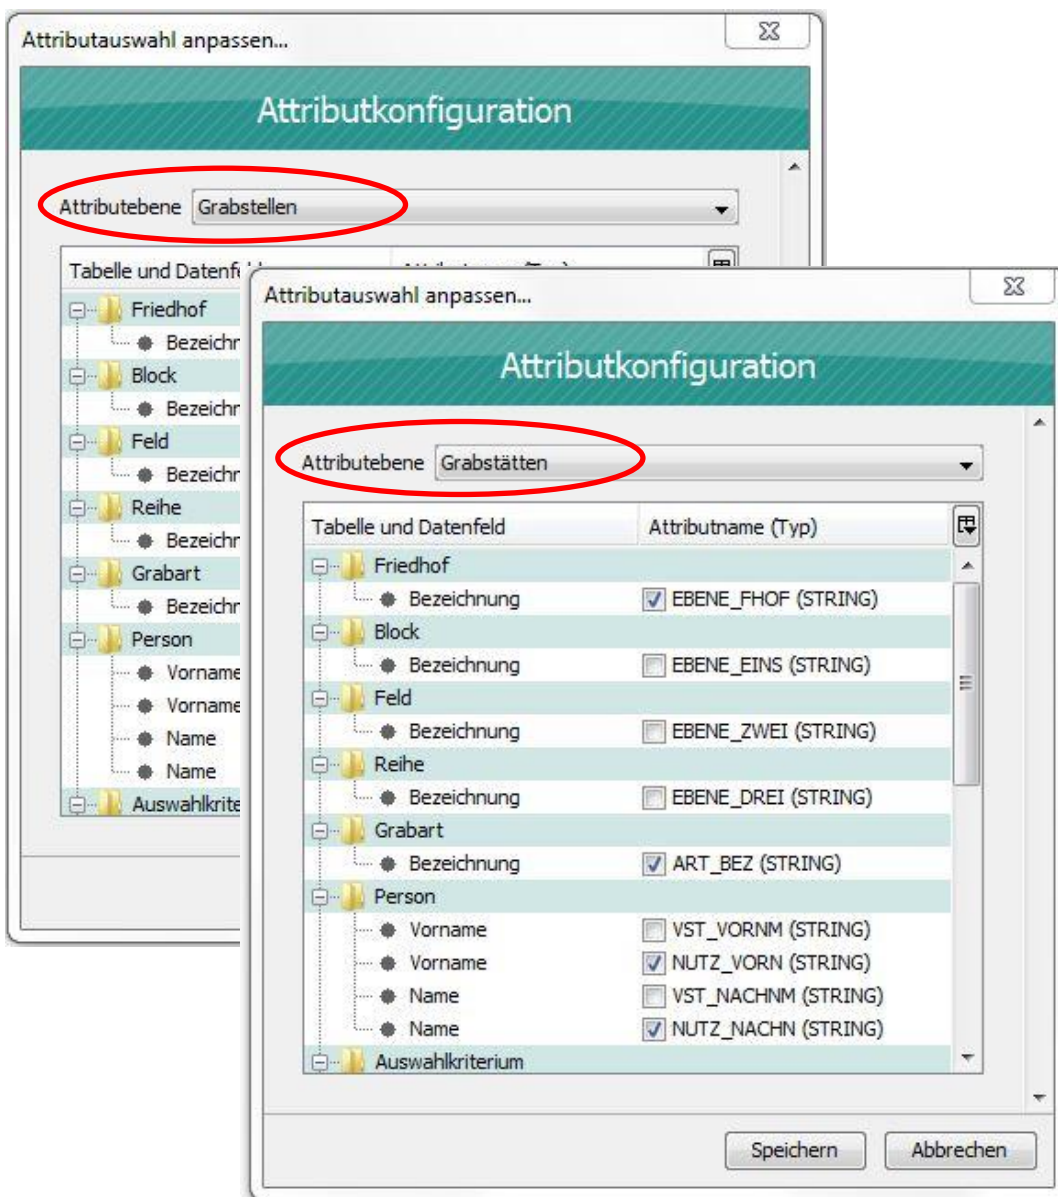 Attributauswahl anpassen...
Attributkonfiguration
Attributebene Grabstellen
Tabelle und
Friedhof
Block
Feld
Reihe
Grabart
Person
Vorname
Vorname
Name
Name
Attributauswahl anpassen...
Attributkonfiguration
Attributebene Grabstätten
Tabelle und Datenfeld Attributname (Typ)
Friedhof
Bezeichnung EBENE_FHOF (STRING)
Block
Bezeichnung EBENE_EINS (STRING)
Feld
Bezeichnung EBENE_ZWEI (STRING)
Reihe
Bezeichnung EBENE_DREI (STRING)
Grabart
Bezeichnung ART_BEZ (STRING)
Person
Vorname VST_VORNM (STRING)
Vorname NUTZ_VORN (STRING)
Name VST_NACHNM (STRING)
Name NUTZ_NACHN (STRING)
Auswahlkriterium
Speichern Abbrechen